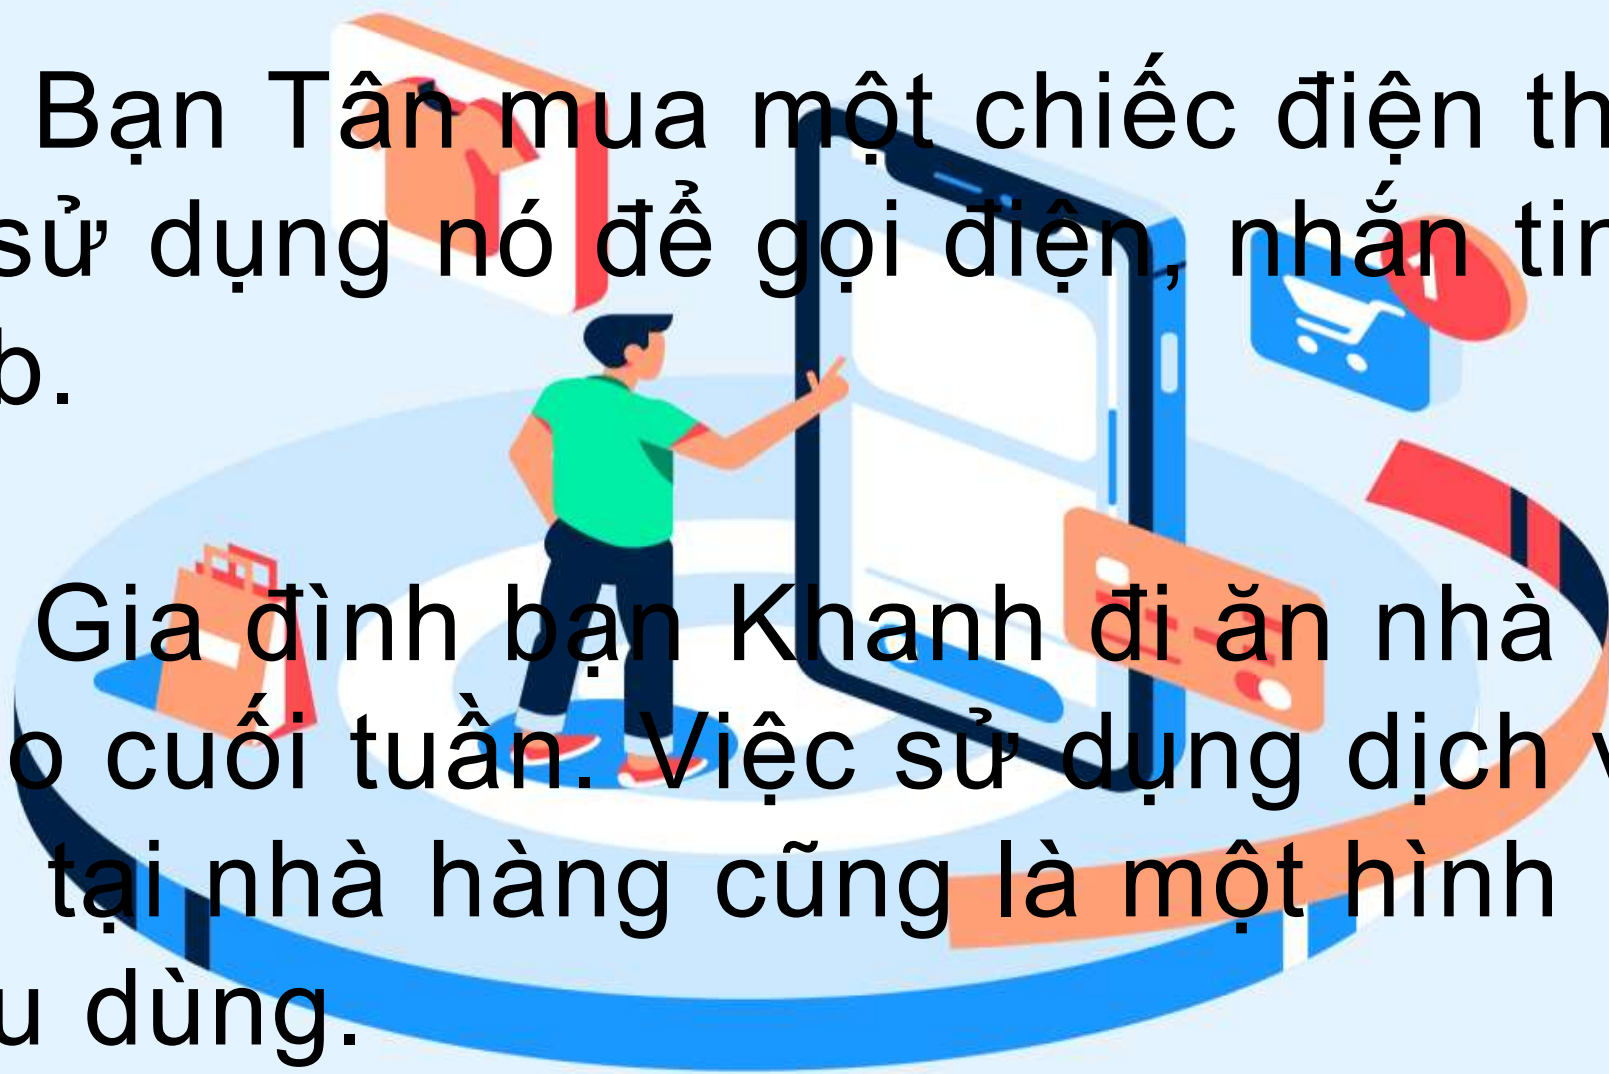 Bạn Tân mua một chiếc điện th
sử dụng nó để gọi điện, nhắn tin
b.
Gia đình bạn Khanh đi ăn nhà
o cuối tuần. Việc sử dụng dịch v
tại nhà hàng cũng là một hình
u dùng.